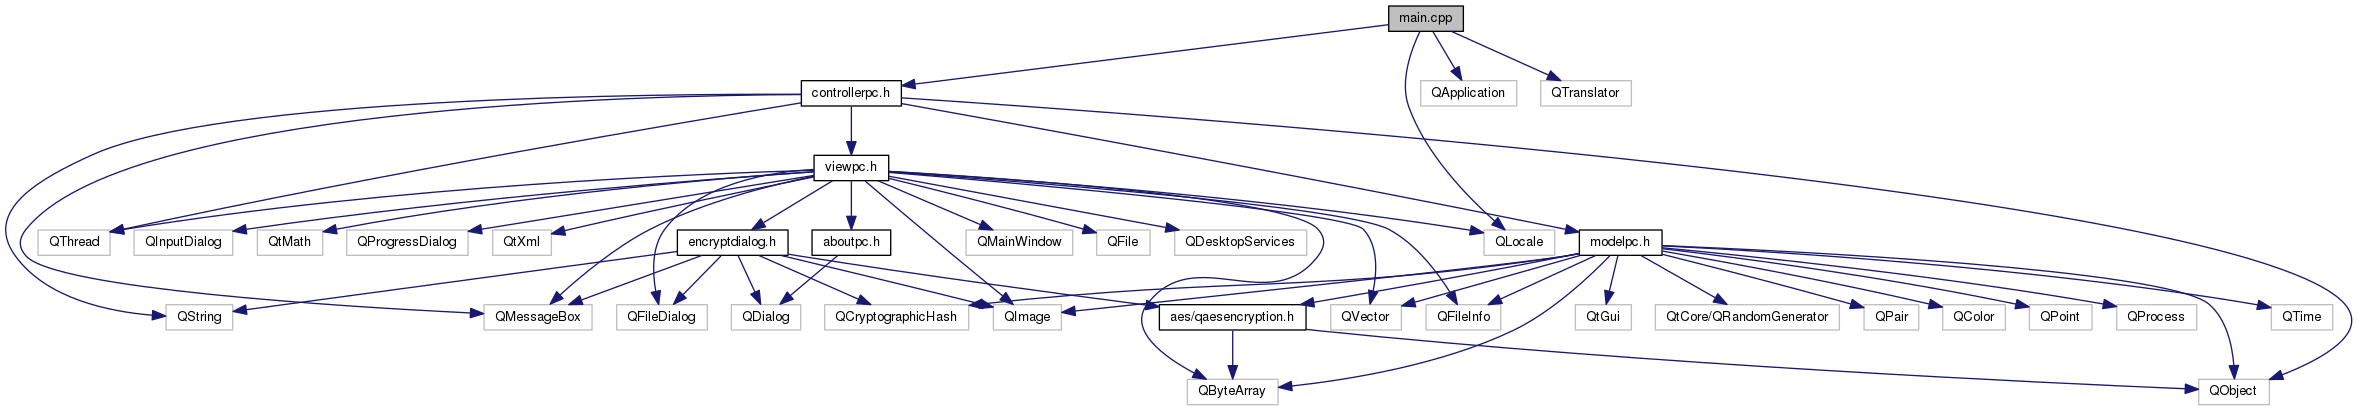 main.cpp
controllerpc.h
QApplication
QTranslator
viewpc.h
QThread
QInputDialog
QtMath
QProgressDialog
QtXml
encryptdialog.h
aboutpc.h
QMainWindow
QFile
QDesktopServices
QLocale
modelpc.h
QString
QMessageBox
QFileDialog
QDialog
QCryptographicHash
QImage
aes/qaesencryption.h
QVector
QFileInfo
QtGui
QtCore/QRandomGenerator
QPair
QColor
QPoint
QProcess
QTime
QByteArray
QObject